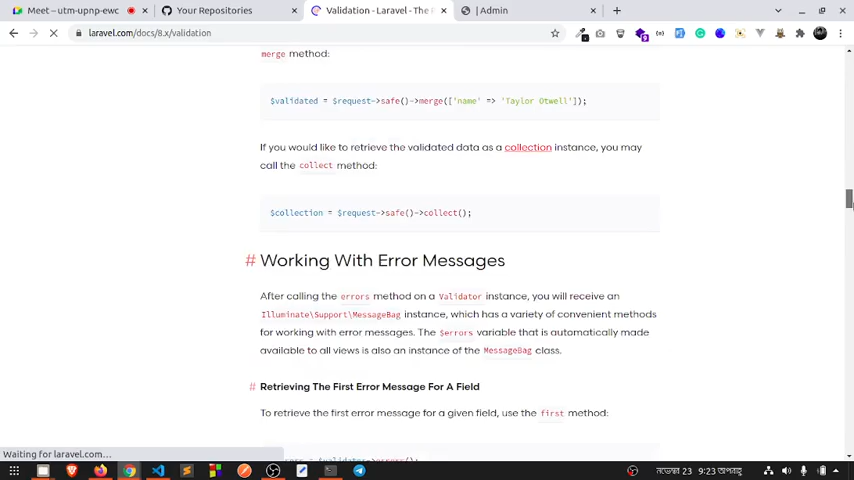 Meet – utm-upnp-ewc
Your Repositories
Validation - Laravel - The F
| Admin
laravel.com/docs/8.x/validation
merge method:
$validated = $request->safe()->merge(['name' => 'Taylor Otwell']);
If you would like to retrieve the validated data as a collection instance, you may
call the collect method:
$collection = $request->safe()->collect();
# Working With Error Messages
After calling the errors method on a Validator instance, you will receive an
Illuminate\Support\MessageBag instance, which has a variety of convenient methods
for working with error messages. The $errors variable that is automatically made
available to all views is also an instance of the MessageBag class.
# Retrieving The First Error Message For A Field
To retrieve the first error message for a given field, use the first method:
Waiting for laravel.com...
নভেম্বর 23 9:23 অপরাহ্ণ